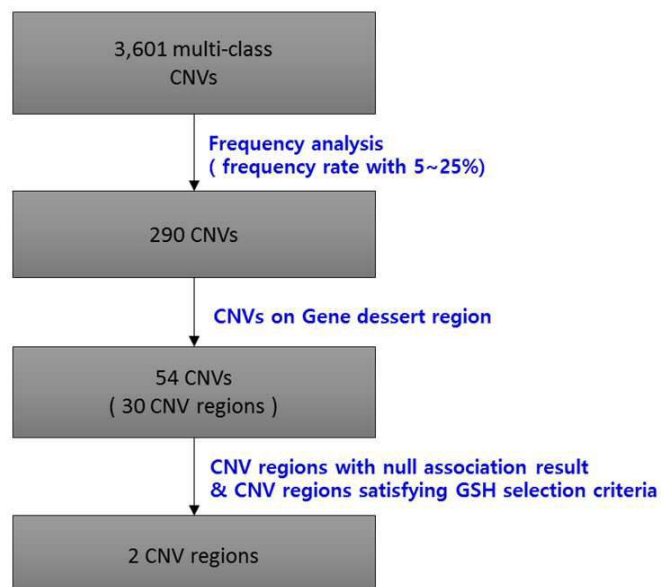 3,601 multi-class
CNVs
Frequency analysis
( frequency rate with 5~25%)
290 CNVs
CNVs on Gene dessert region
54 CNVs
( 30 CNV regions )
CNV regions with null association result
& CNV regions satisfying GSH selection criteria
2 CNV regions